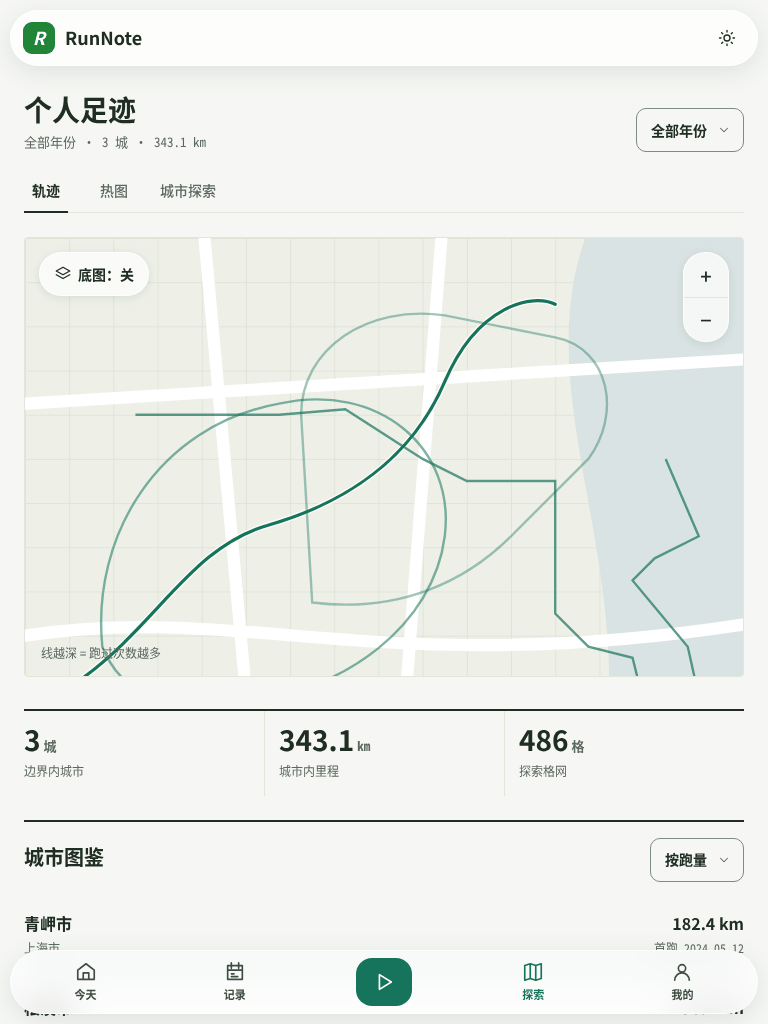 R RunNote
个人足迹
全部年份 · 3 城 · 343.1 km
全部年份
轨迹 热图 城市探索
底图：关
+
−
线越深 = 跑过次数越多
3 城
边界内城市
343.1 km
城市内里程
486 格
探索格网
城市图鉴
按跑量
青岬市
182.4 km
上海市
首跑 2024.05.12
今天
记录
探索
我的